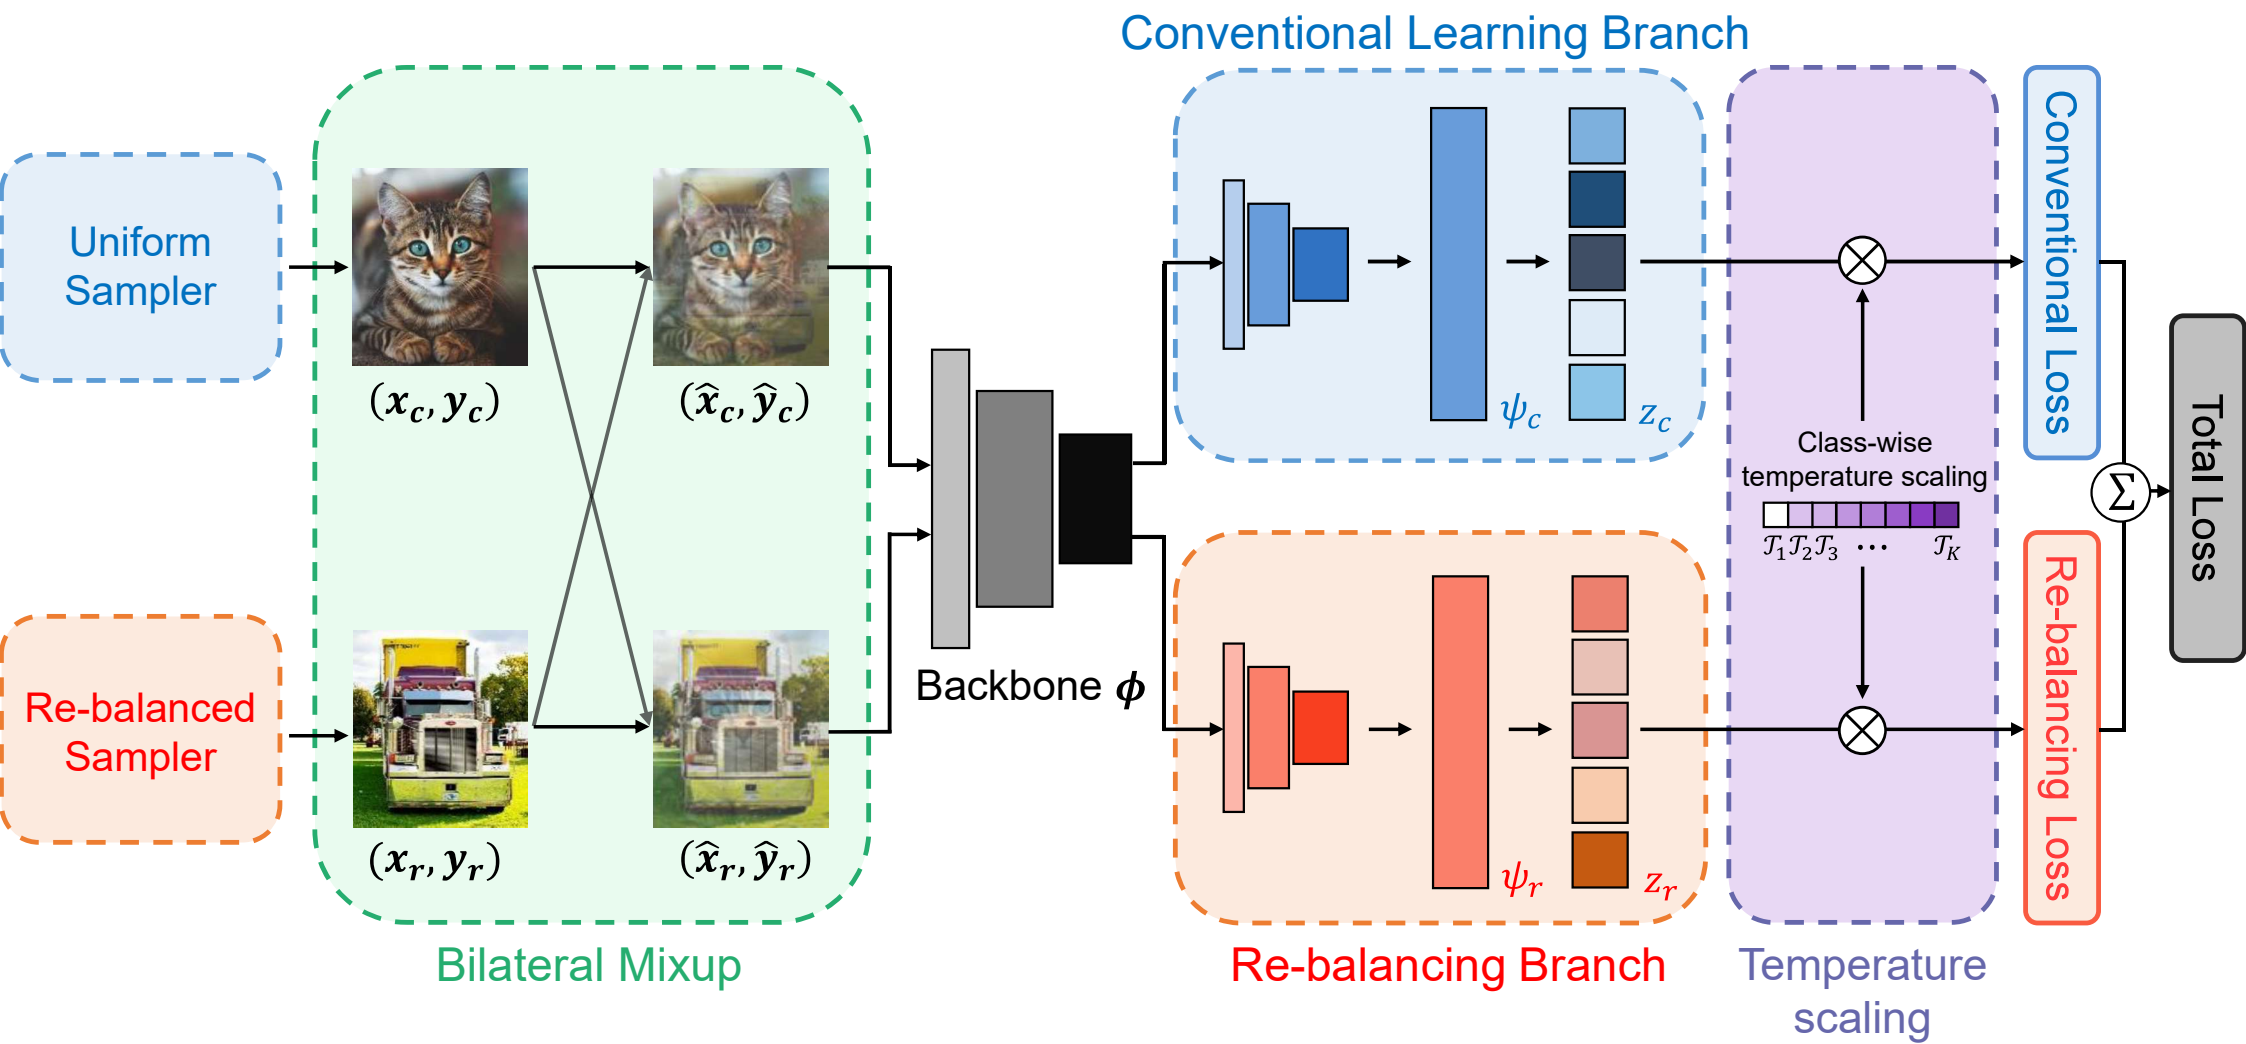 Conventional Learning Branch
Uniform
Sampler
(x_c, y_c)
(x̂_c, ŷ_c)
ψ_c
z_c
Conventional Loss
Class-wise
temperature scaling
𝒯_1 𝒯_2 𝒯_3 ... 𝒯_K
Σ
Total Loss
Backbone ϕ
Re-balanced
Sampler
(x_r, y_r)
(x̂_r, ŷ_r)
ψ_r
z_r
Re-balancing Loss
Bilateral Mixup
Re-balancing Branch
Temperature
scaling